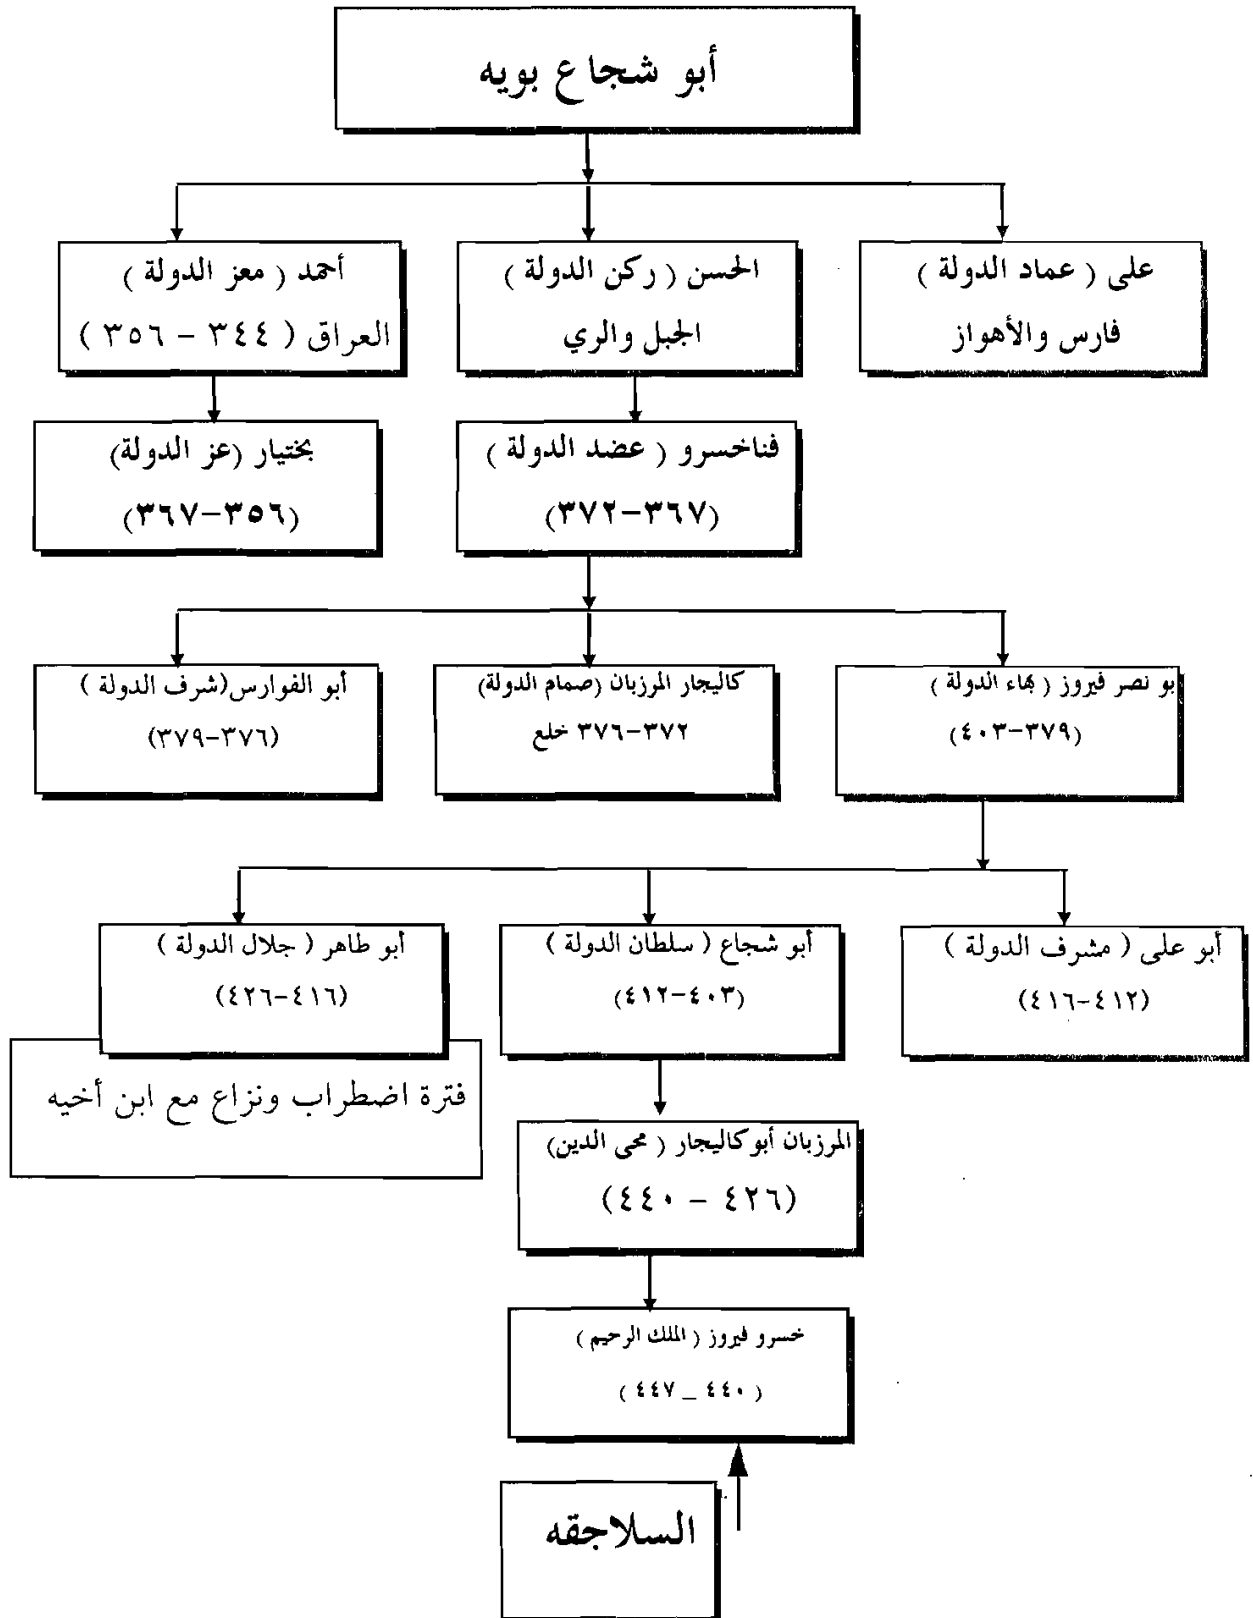 أبو شجاع بويه
على ( عماد الدولة )
فارس والأهواز
الحسن ( ركن الدولة )
الجبل والري
أحمد ( معز الدولة )
العراق ( ٣٤٤ - ٣٥٦ )
فناخسرو ( عضد الدولة )
(٣٦٧-٣٧٢)
بختيار (عز الدولة)
(٣٥٦-٣٦٧)
بو نصر فيروز ( بهاء الدولة )
(٣٧٩-٤٠٣)
كاليجار المرزبان (صمام الدولة)
٣٧٢-٣٧٦ خلع
أبو الفوارس(شرف الدولة )
(٣٧٦-٣٧٩)
أبو على ( مشرف الدولة )
(٤١٢-٤١٦)
أبو شجاع ( سلطان الدولة )
(٤٠٣-٤١٢)
أبو طاهر ( جلال الدولة )
(٤١٦-٤٢٦)
فترة اضطراب ونزاع مع ابن أخيه
المرزبان أبو كاليجار ( محى الدين)
(٤٢٦ - ٤٤٠)
خسرو فيروز ( الملك الرحيم )
( ٤٤٠ _ ٤٤٧ )
السلاجقه